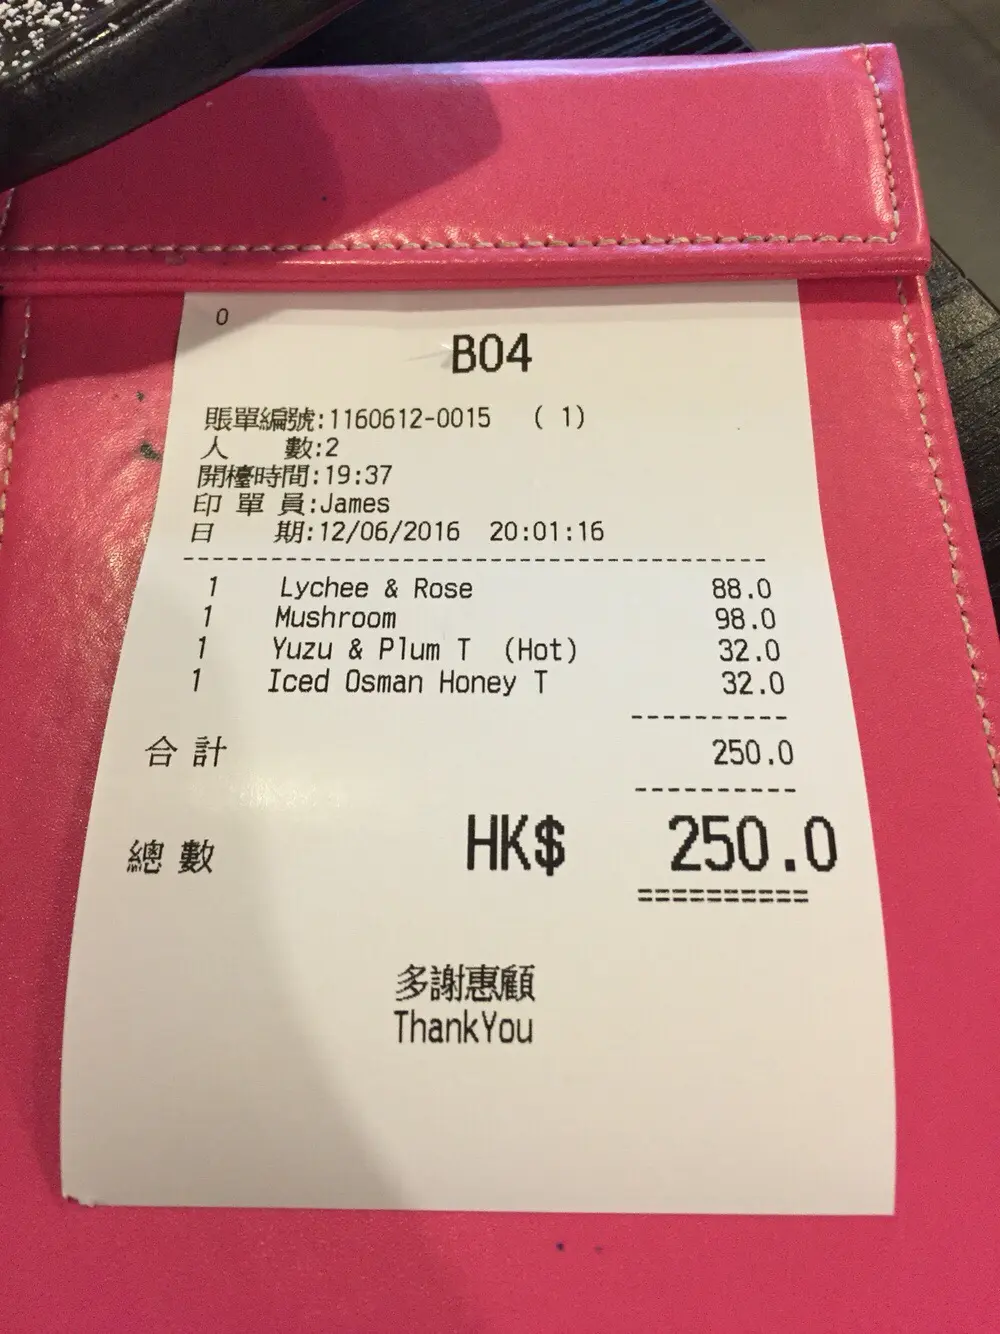 0
B04
賬單編號:1160612-0015 ( 1)
人 數:2
開檯時間:19:37
印 單 員:James
日 期:12/06/2016 20:01:16
1 Lychee & Rose 88.0
1 Mushroom 98.0
1 Yuzu & Plum T (Hot) 32.0
1 Iced Osman Honey T 32.0
合 計 250.0
總 數 HK$ 250.0
多謝惠顧
ThankYou